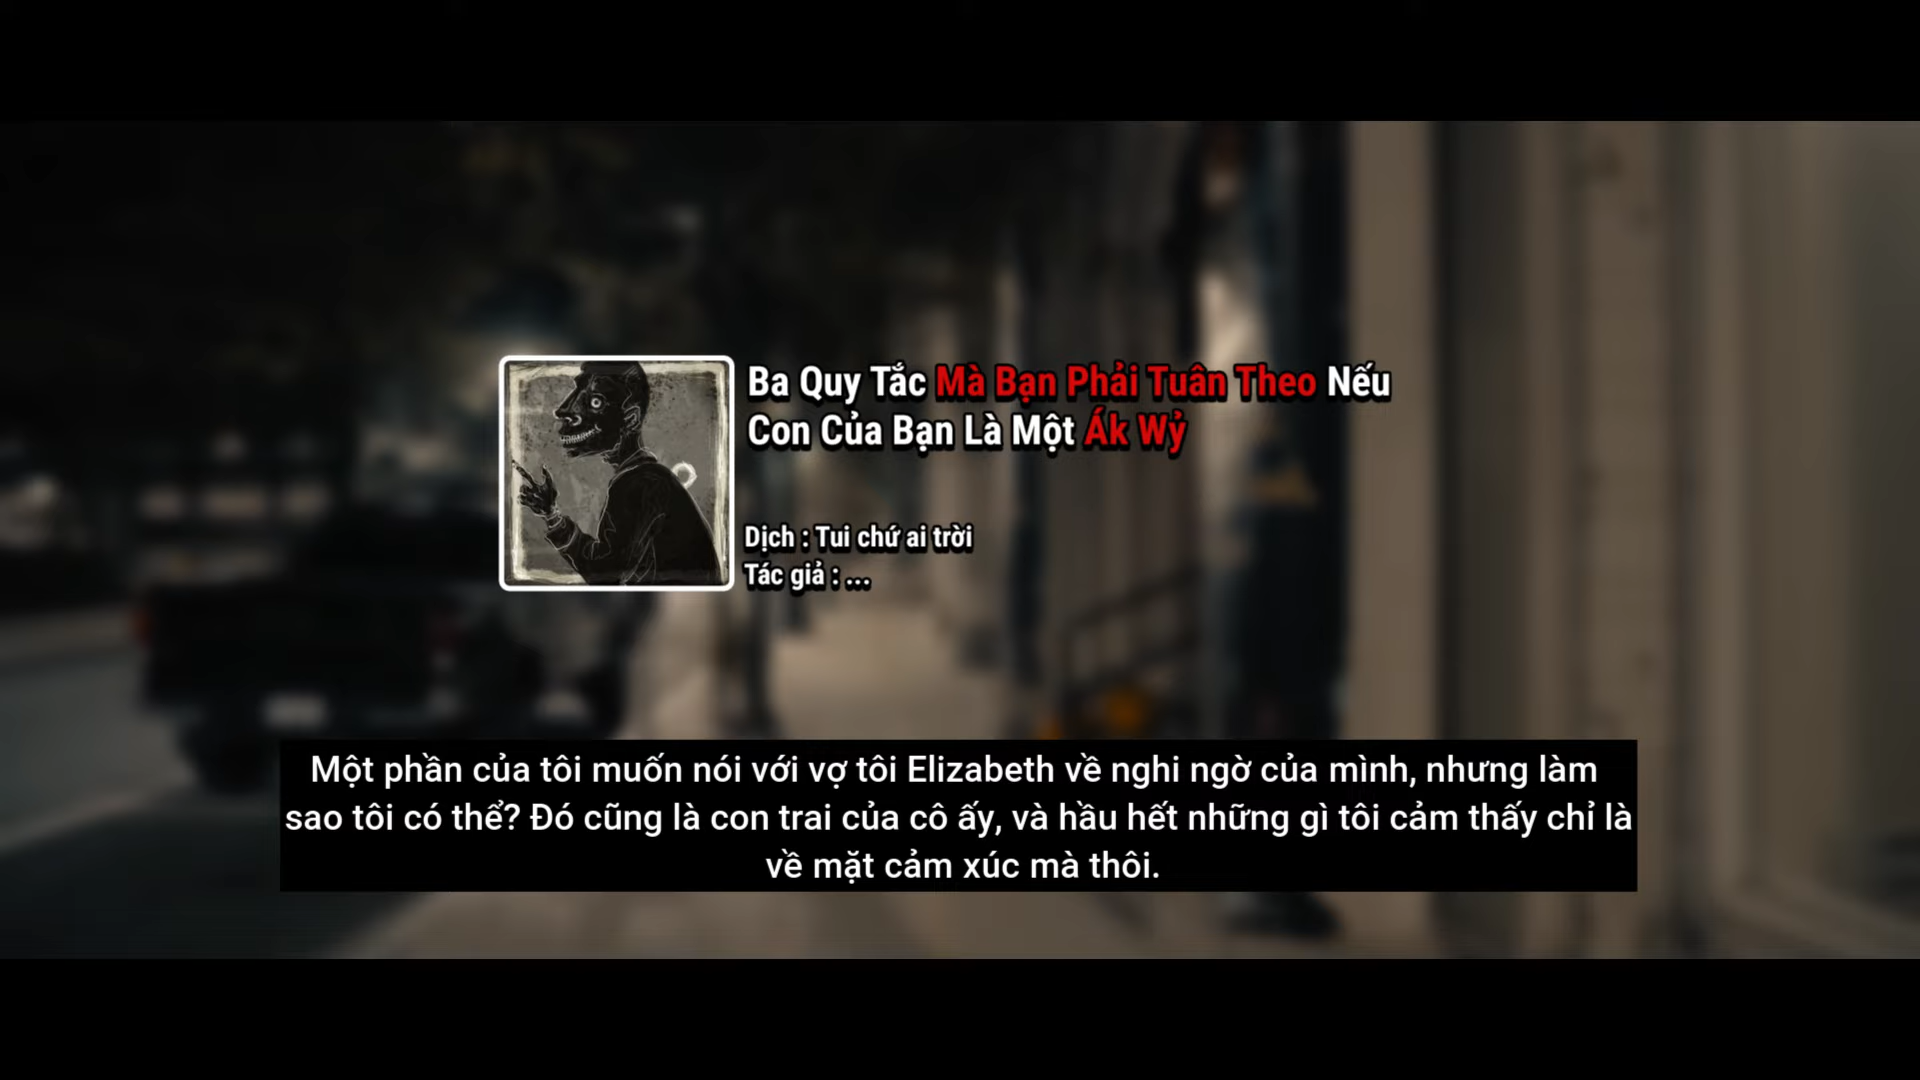 Ba Quy Tắc Mà Bạn Phải Tuân Theo Nếu
Con Của Bạn Là Một Ák Wỷ
Dịch : Tui chứ ai trời
Tác giả : ...
Một phần của tôi muốn nói với vợ tôi Elizabeth về nghi ngờ của mình, nhưng làm
sao tôi có thể? Đó cũng là con trai của cô ấy, và hầu hết những gì tôi cảm thấy chỉ là
về mặt cảm xúc mà thôi.